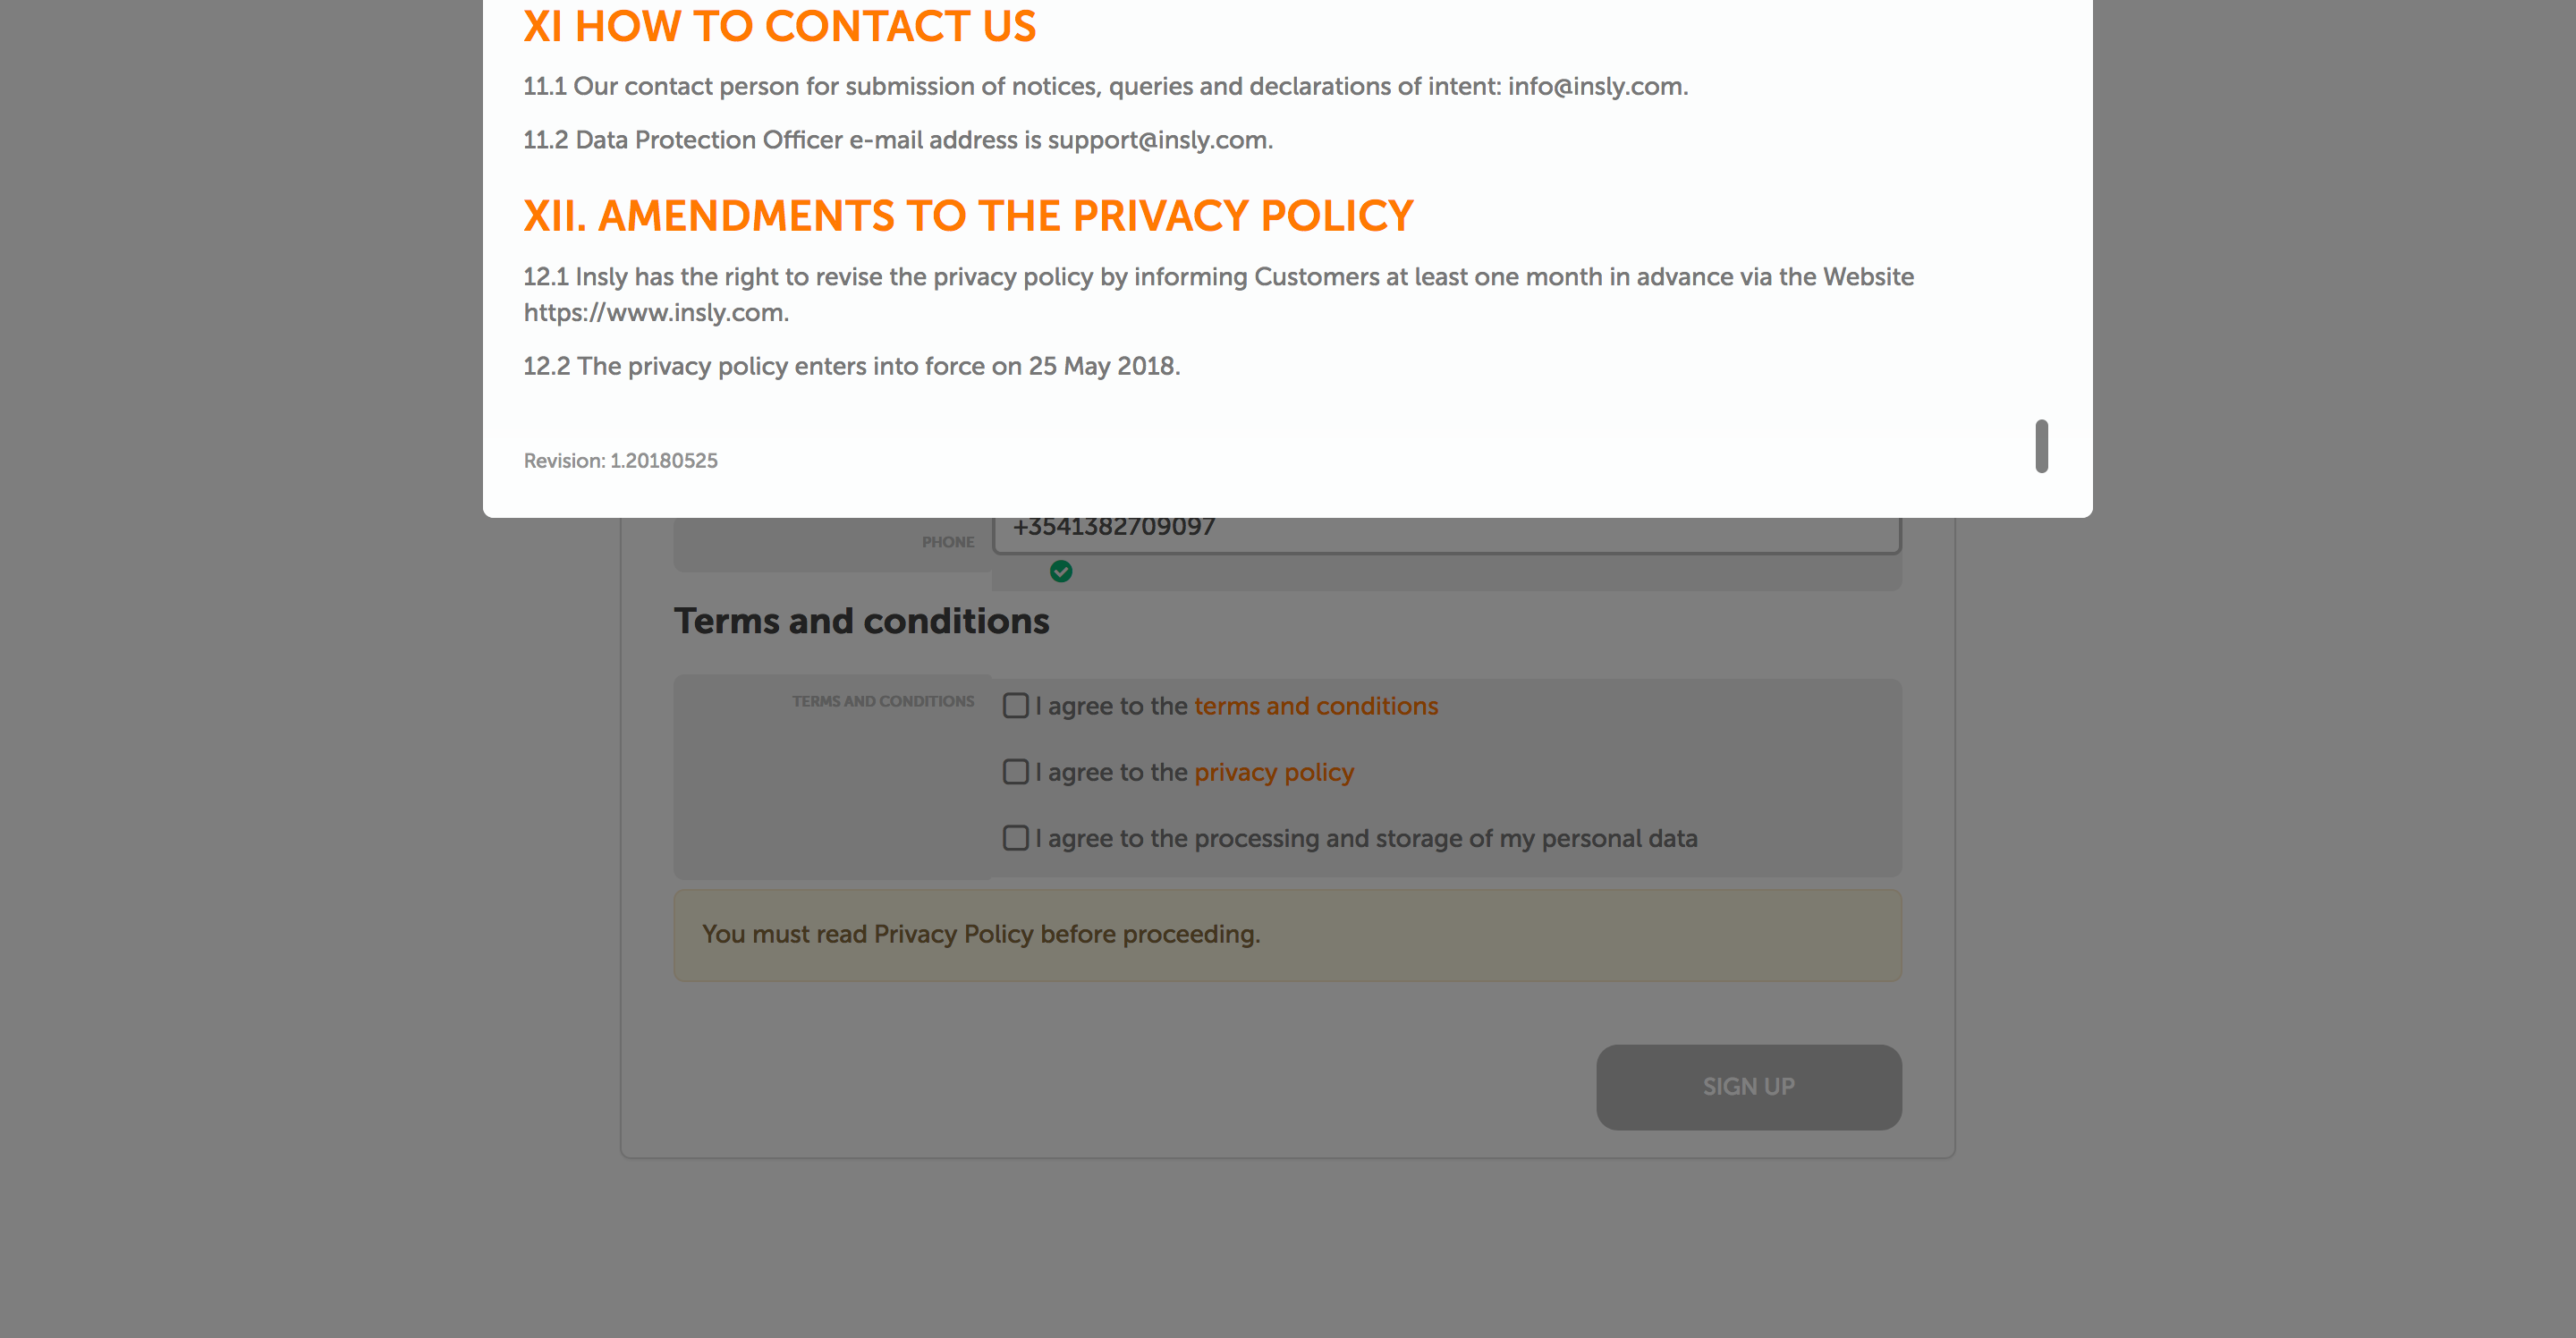 XI HOW TO CONTACT US
11.1 Our contact person for submission of notices, queries and declarations of intent: info@insly.com.
11.2 Data Protection Officer e-mail address is support@insly.com.
XII. AMENDMENTS TO THE PRIVACY POLICY
12.1 Insly has the right to revise the privacy policy by informing Customers at least one month in advance via the Website
https://www.insly.com.
12.2 The privacy policy enters into force on 25 May 2018.
Revision: 1.20180525
PHONE
+3541382709097
Terms and conditions
TERMS AND CONDITIONS
I agree to the terms and conditions
I agree to the privacy policy
I agree to the processing and storage of my personal data
You must read Privacy Policy before proceeding.
SIGN UP